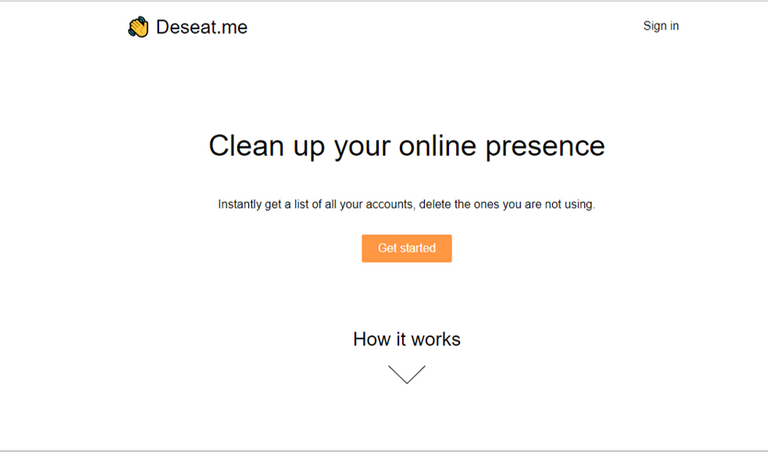 Deseat.me
Sign in
Clean up your online presence
Instantly get a list of all your accounts, delete the ones you are not using.
Get started
How it works